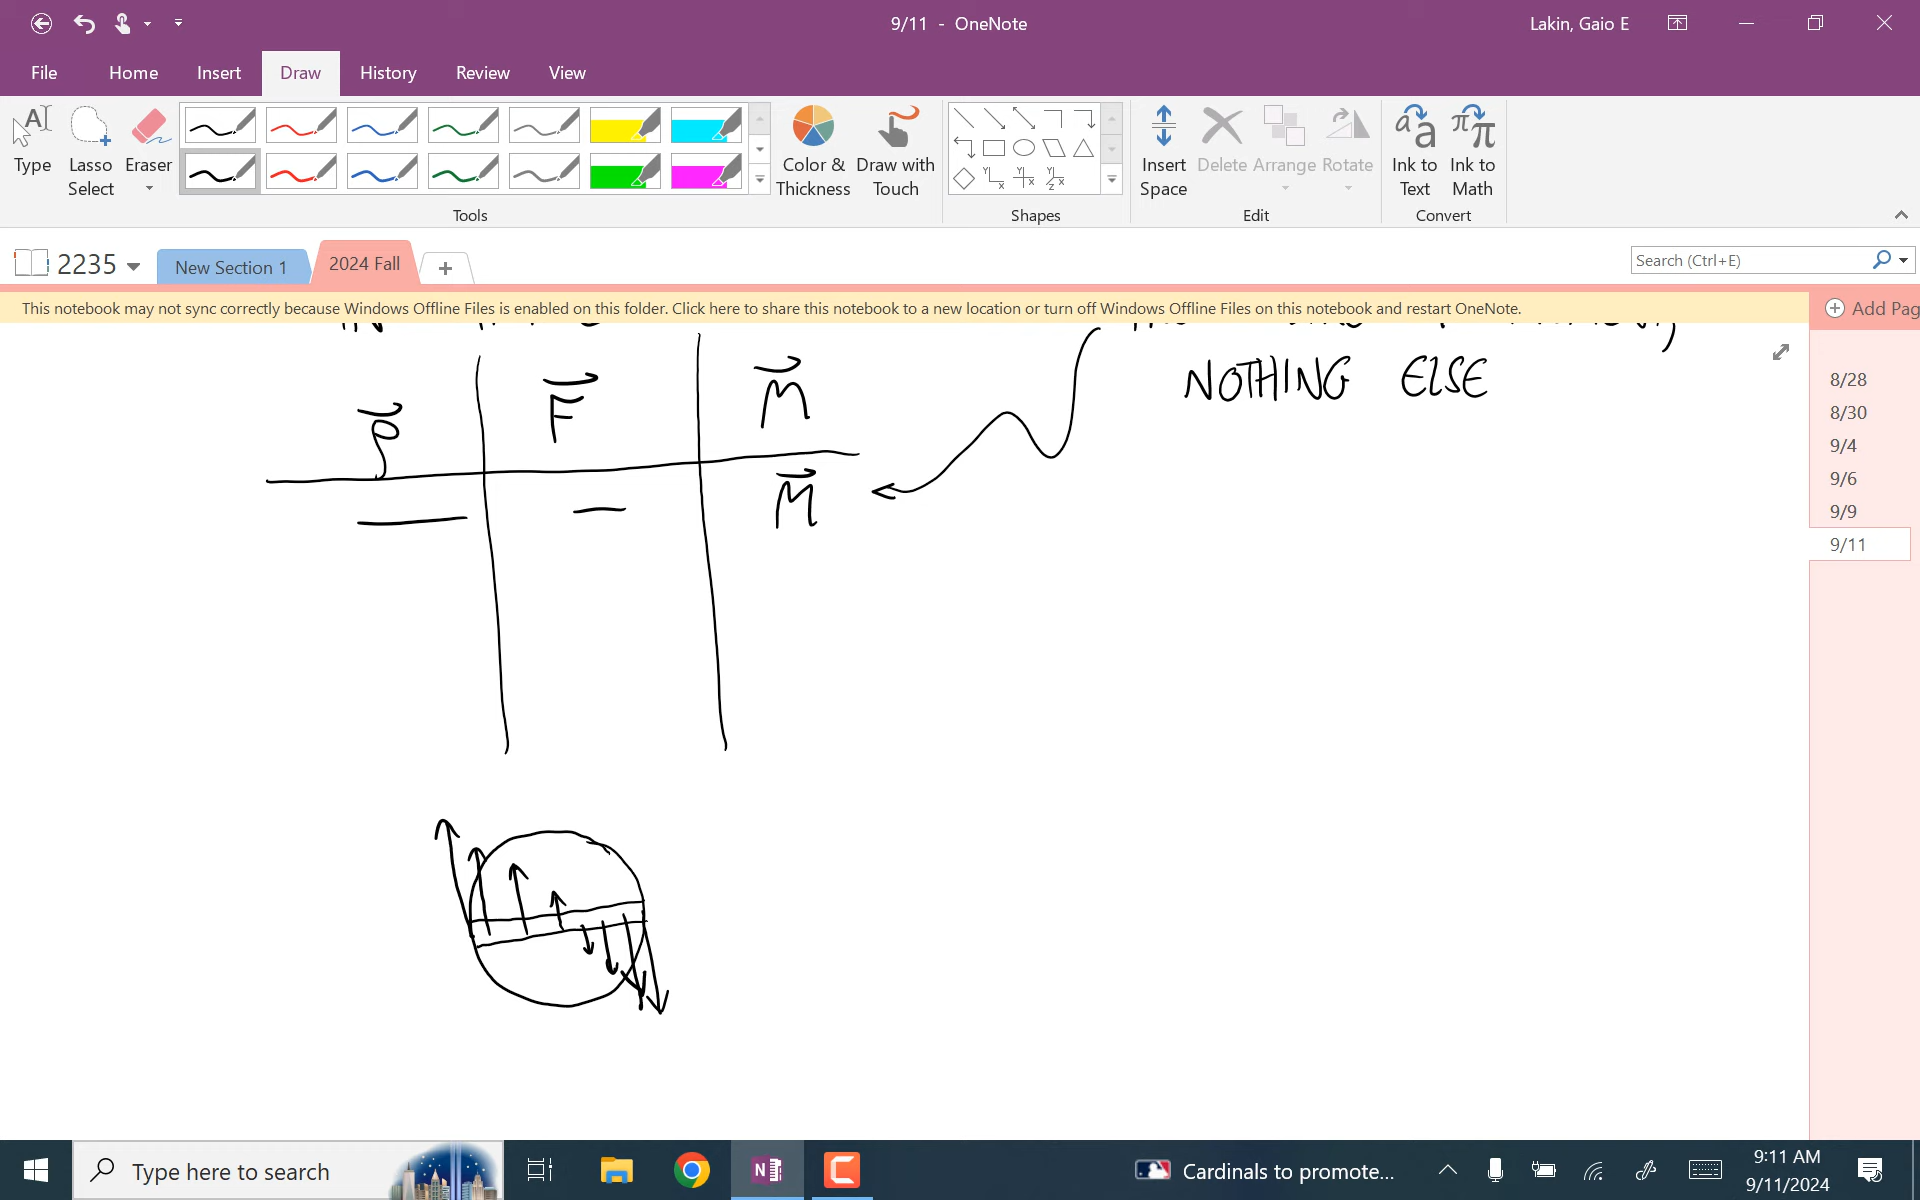 9/11 - OneNote
Lakin, Gaio E
File Home Insert Draw History Review View
Type
Lasso Select
Eraser
Color & Thickness
Draw with Touch
Insert Space
Delete
Arrange
Rotate
Ink to Text
Ink to Math
Tools
Shapes
Edit
Convert
2235
New Section 1
2024 Fall
Search (Ctrl+E)
This notebook may not sync correctly because Windows Offline Files is enabled on this folder. Click here to share this notebook to a new location or turn off Windows Offline Files on this notebook and restart OneNote.
Add Pag
8/28
8/30
9/4
9/6
9/9
9/11
NOTHING ELSE
ρ F M
— — M
Type here to search
Cardinals to promote...
9:11 AM
9/11/2024